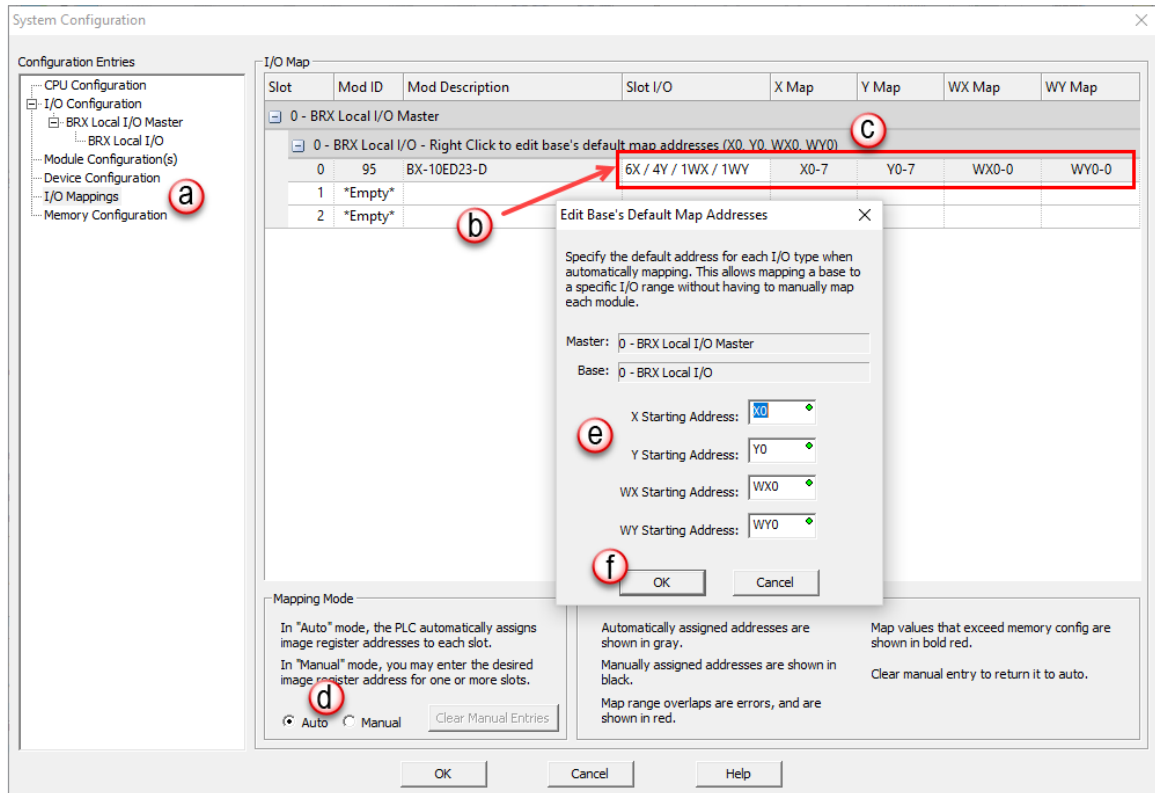 System Configuration
Configuration Entries
CPU Configuration
I/O Configuration
BRX Local I/O Master
BRX Local I/O
Module Configuration(s)
Device Configuration
I/O Mappings
Memory Configuration
a
I/O Map
Slot Mod ID Mod Description Slot I/O X Map Y Map WX Map WY Map
0 - BRX Local I/O Master
0 - BRX Local I/O - Right Click to edit base's default map addresses (X0, Y0, WX0, WY0)
c
0 95 BX-10ED23-D 6X / 4Y / 1WX / 1WY X0-7 Y0-7 WX0-0 WY0-0
1 *Empty*
2 *Empty*
b
Edit Base's Default Map Addresses
Specify the default address for each I/O type when
automatically mapping. This allows mapping a base to
a specific I/O range without having to manually map
each module.
Master: 0 - BRX Local I/O Master
Base: 0 - BRX Local I/O
e
X Starting Address: X0
Y Starting Address: Y0
WX Starting Address: WX0
WY Starting Address: WY0
f
OK Cancel
Mapping Mode
In "Auto" mode, the PLC automatically assigns
image register addresses to each slot.
In "Manual" mode, you may enter the desired
image register address for one or more slots.
d
Auto Manual Clear Manual Entries
Automatically assigned addresses are
shown in gray.
Manually assigned addresses are shown in
black.
Map range overlaps are errors, and are
shown in red.
Map values that exceed memory config are
shown in bold red.
Clear manual entry to return it to auto.
OK Cancel Help